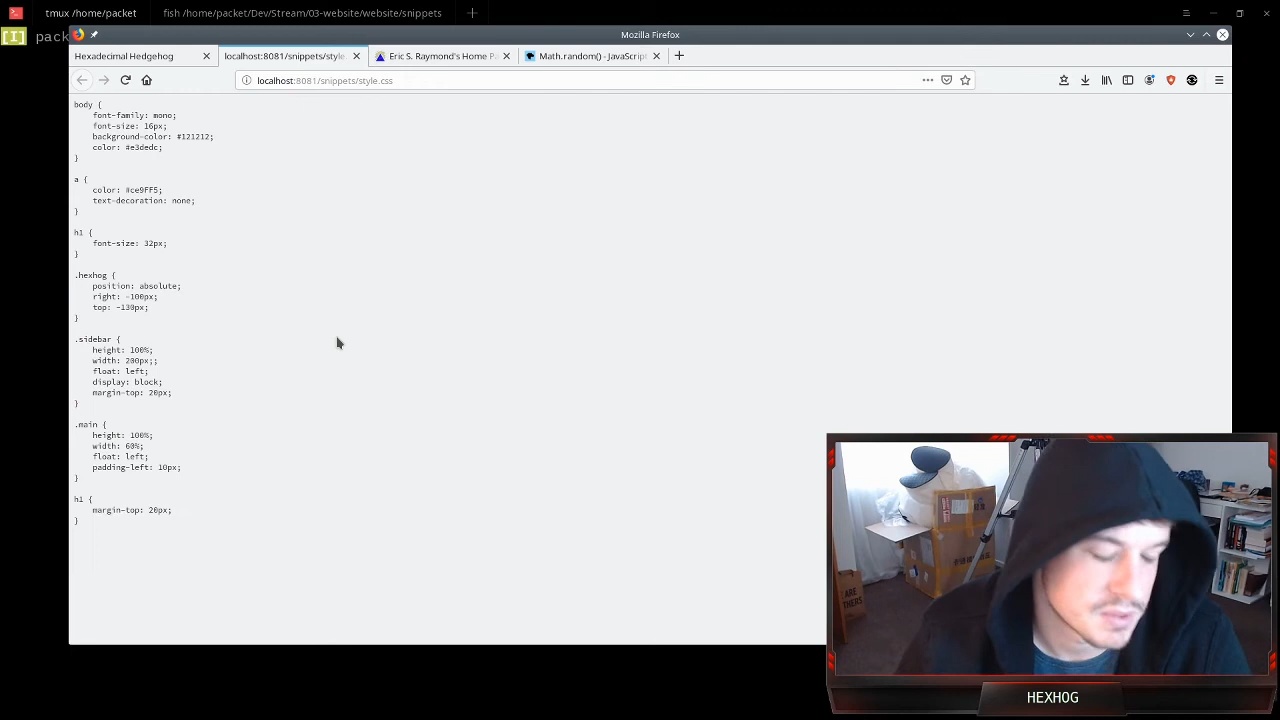 tmux /home/packet
fish /home/packet/Dev/Stream/03-website/website/snippets
[I] pack
Mozilla Firefox
Hexadecimal Hedgehog
localhost:8081/snippets/style.
Eric S. Raymond's Home Pa
Math.random() - JavaScript
localhost:8081/snippets/style.css
body {
font-family: mono;
font-size: 16px;
background-color: #121212;
color: #e3dedc;
}
a {
color: #ce9FF5;
text-decoration: none;
}
h1 {
font-size: 32px;
}
.hexhog {
position: absolute;
right: -100px;
top: -130px;
}
.sidebar {
height: 100%;
width: 200px;;
float: left;
display: block;
margin-top: 20px;
}
.main {
height: 100%;
width: 60%;
float: left;
padding-left: 10px;
}
h1 {
margin-top: 20px;
}
ARE
THERS
HEXHOG